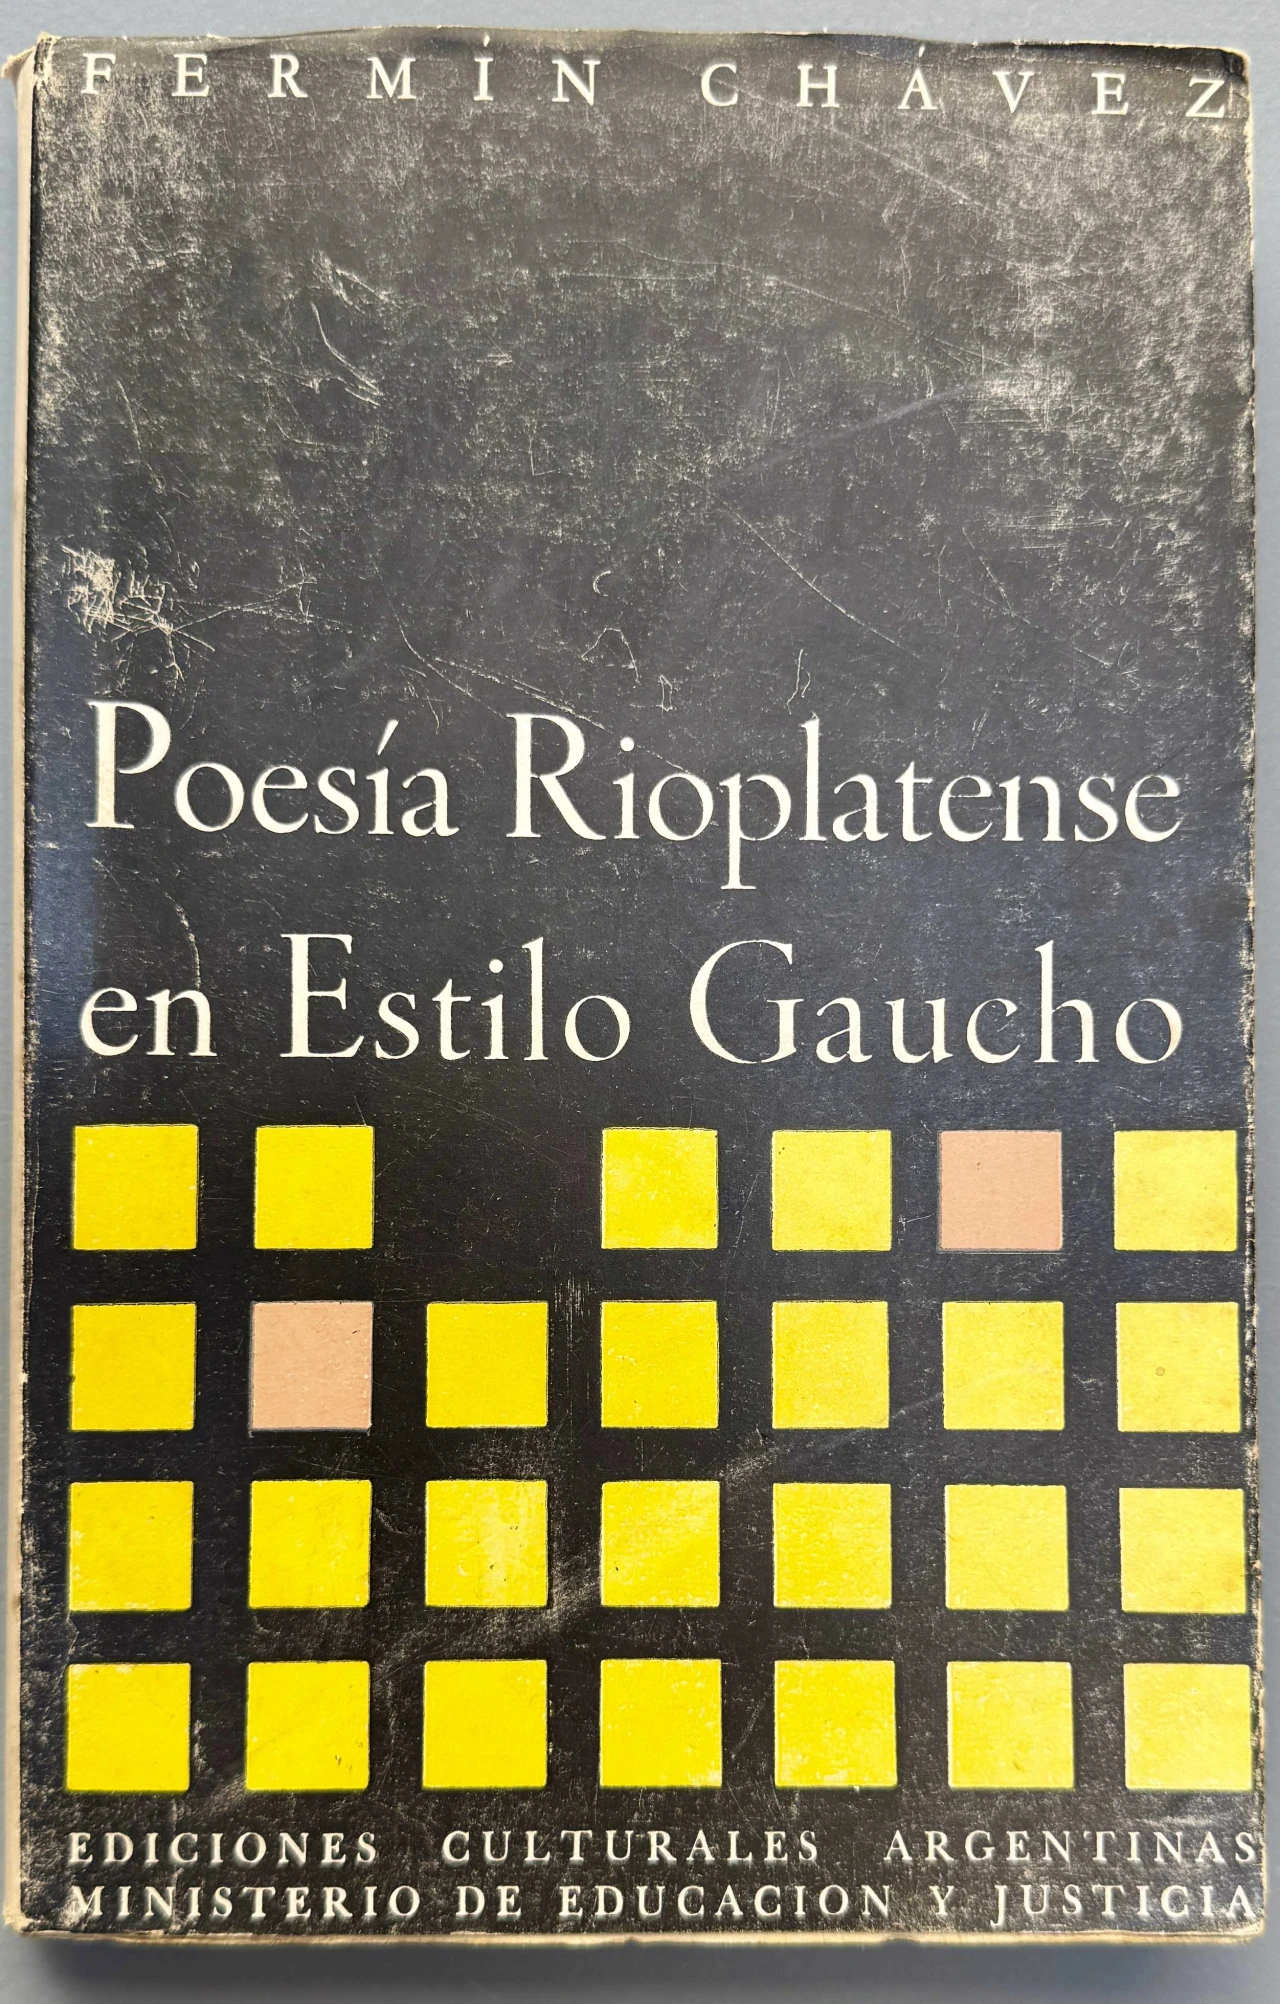 FERMÍN CHÁVEZ
Poesía Rioplatense
en Estilo Gaucho
EDICIONES CULTURALES ARGENTINAS
MINISTERIO DE EDUCACION Y JUSTICIA